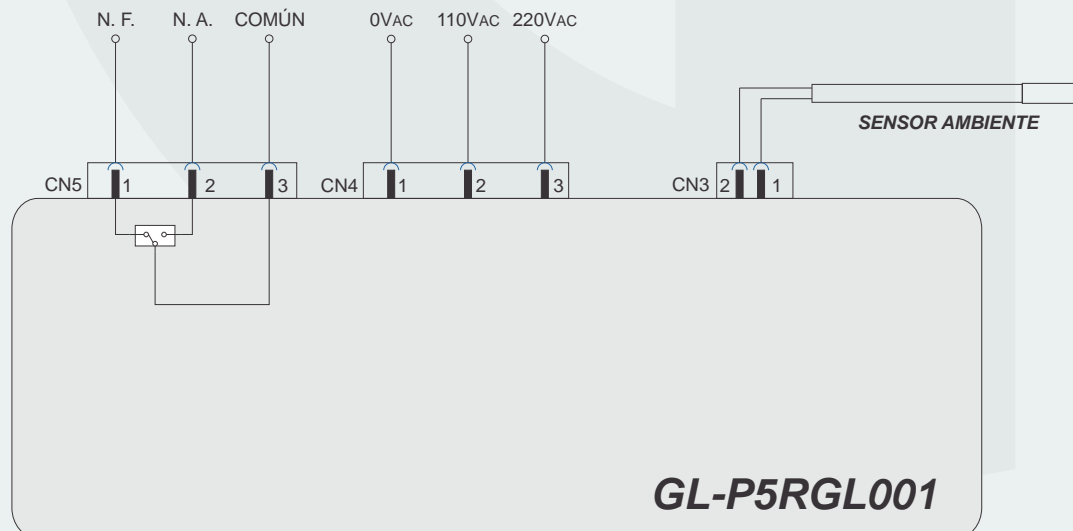 N. F. N. A. COMÚN 0VAC 110VAC 220VAC
SENSOR AMBIENTE
CN5 1 2 3 CN4 1 2 3 CN3 2 1
GL-P5RGL001